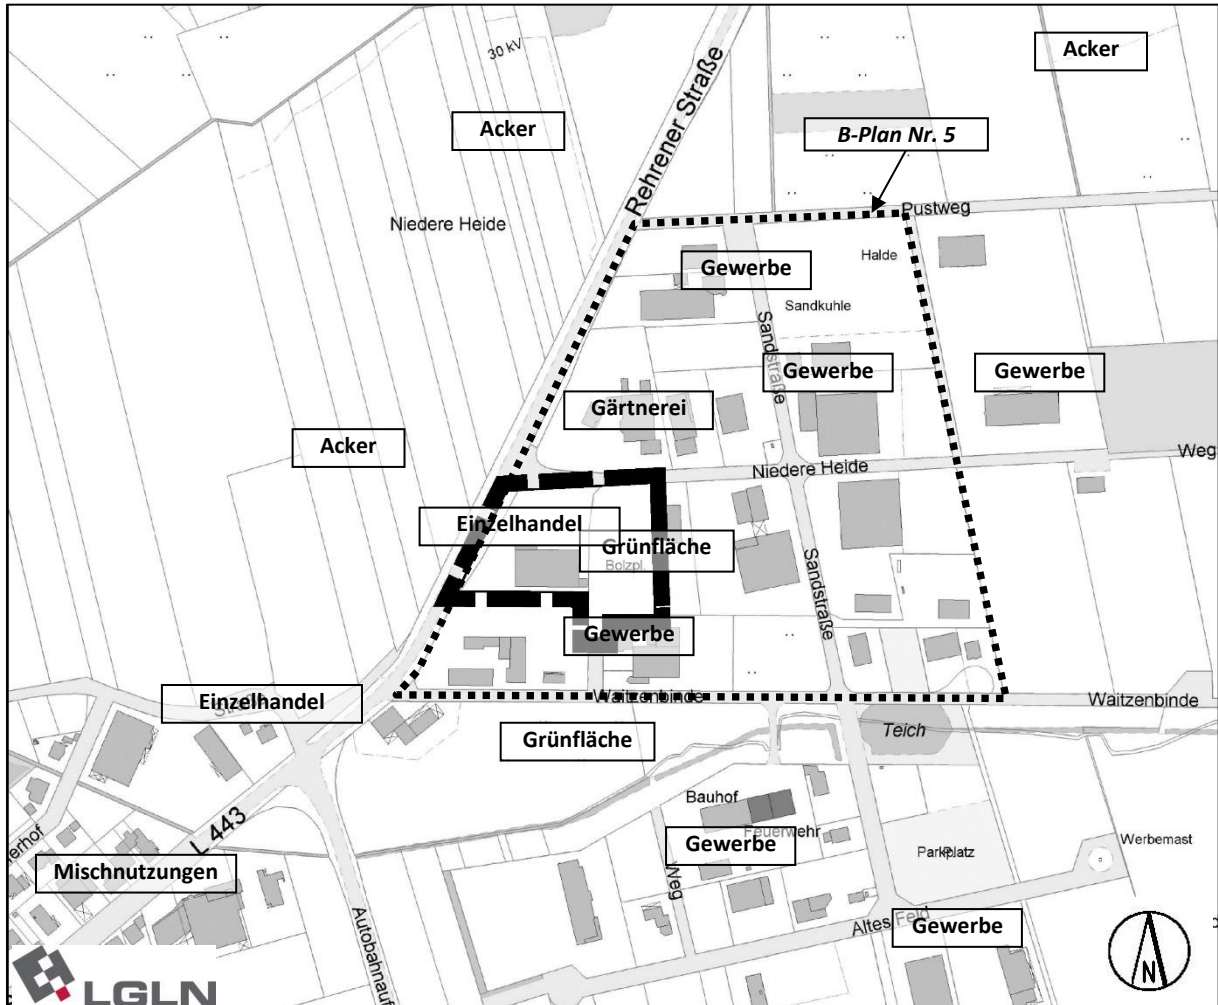 30 kV
Rehrener Straße
Acker
Acker
B-Plan Nr. 5
Niedere Heide
Pustweg
Gewerbe
Halde
Sandkuhle
Sandstraße
Gewerbe
Gewerbe
Gärtnerei
Acker
Niedere Heide
Weg
Einzelhandel
Grünfläche
Bolzpl.
Sandstraße
Gewerbe
Einzelhandel
Waitzenbinde
Waitzenbinde
Grünfläche
Teich
Bauhof
Feuerwehr
Gewerbe
L 443
Parkplatz
Werbemast
Mischnutzungen
Weg
Altes Feld
Gewerbe
Autobahnauf
N
LGLN